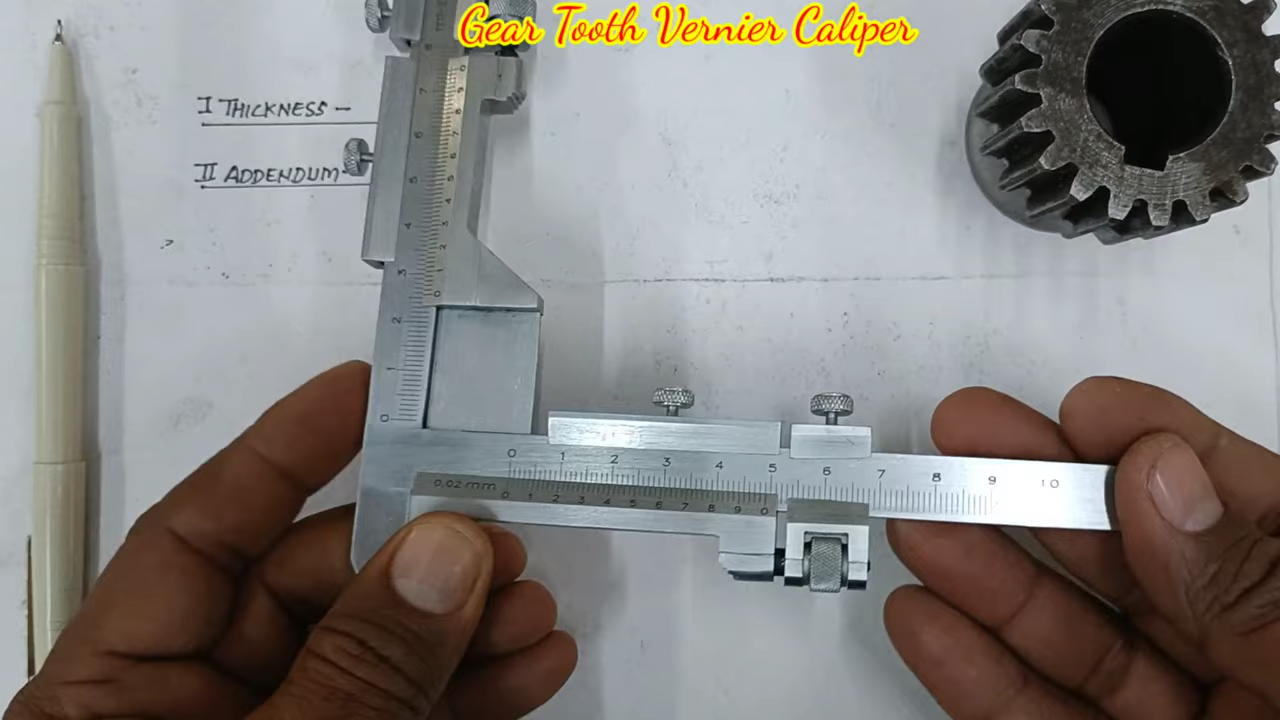 Gear Tooth Vernier Caliper
I THICKNESS -
II ADDENDUM-
8
7
6
5
4
3
2
1
0
0 1 2 3 4 5 6 7 8 9 10
0,02 mm 0 1 2 3 4 5 6 7 8 9 0